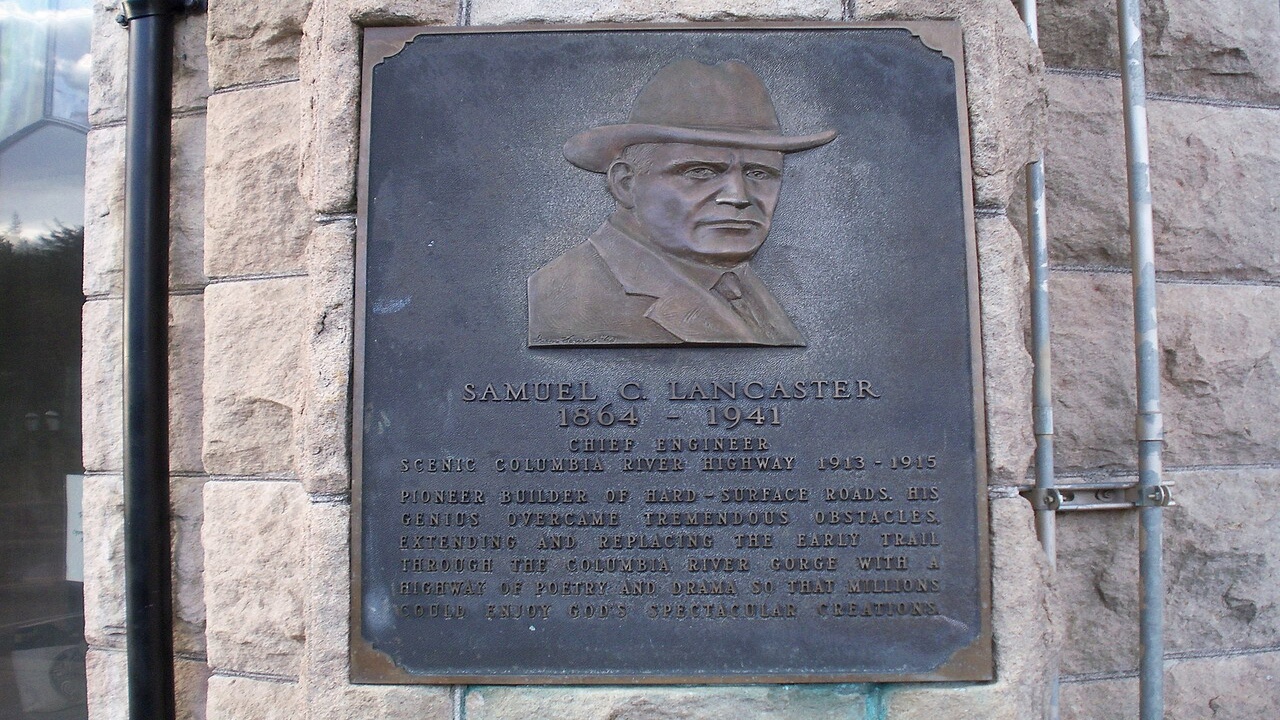 SAMUEL C. LANCASTER
1864 - 1941
CHIEF ENGINEER
SCENIC COLUMBIA RIVER HIGHWAY 1913-1915
PIONEER BUILDER OF HARD-SURFACE ROADS. HIS
GENIUS OVERCAME TREMENDOUS OBSTACLES,
EXTENDING AND REPLACING THE EARLY TRAIL
THROUGH THE COLUMBIA RIVER GORGE WITH A
HIGHWAY OF POETRY AND DRAMA SO THAT MILLIONS
COULD ENJOY GOD'S SPECTACULAR CREATIONS.